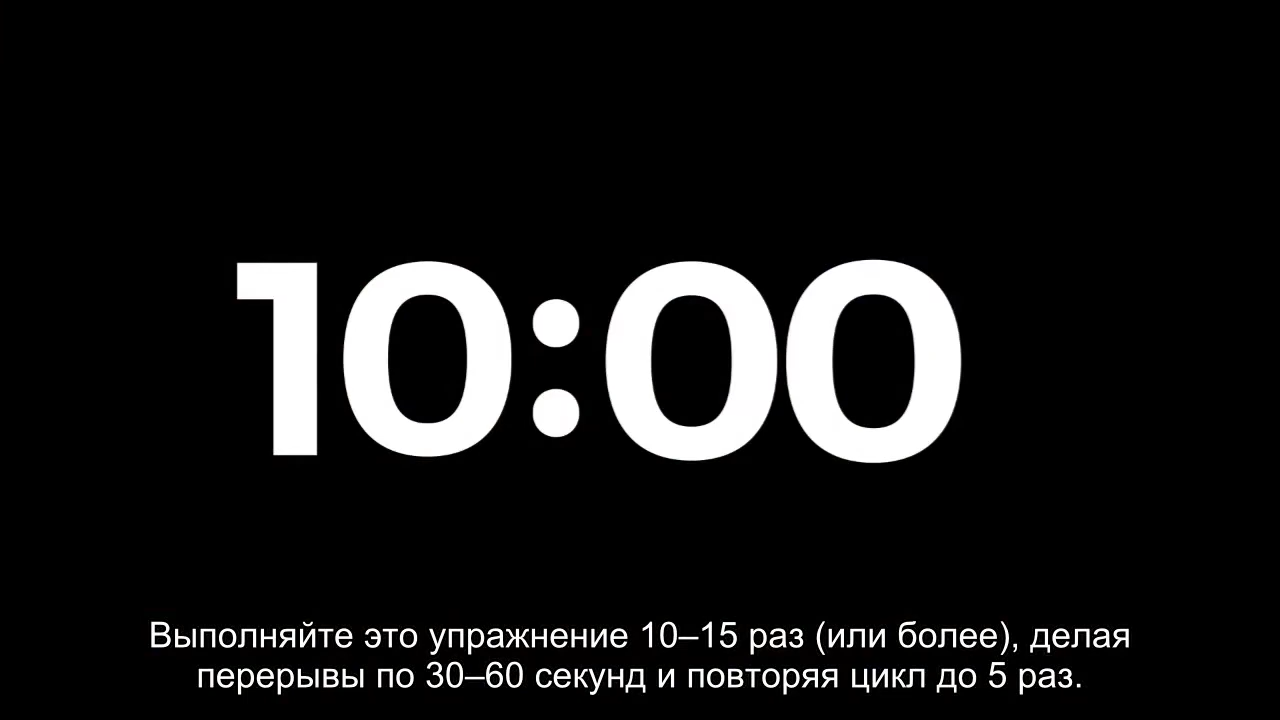 10:00
Выполняйте это упражнение 10–15 раз (или более), делая
перерывы по 30–60 секунд и повторяя цикл до 5 раз.